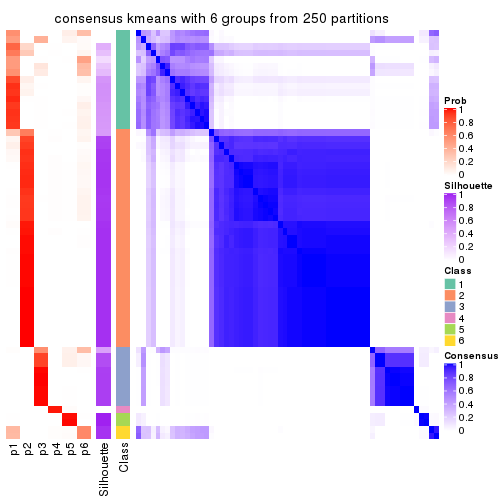 consensus kmeans with 6 groups from 250 partitions
Prob
1
0.8
0.6
0.4
0.2
0
Silhouette
1
0.8
0.6
0.4
0.2
0
Class
1
2
3
4
5
6
Consensus
1
0.8
0.6
0.4
0.2
0
p1
p2
p3
p4
p5
p6
Silhouette
Class